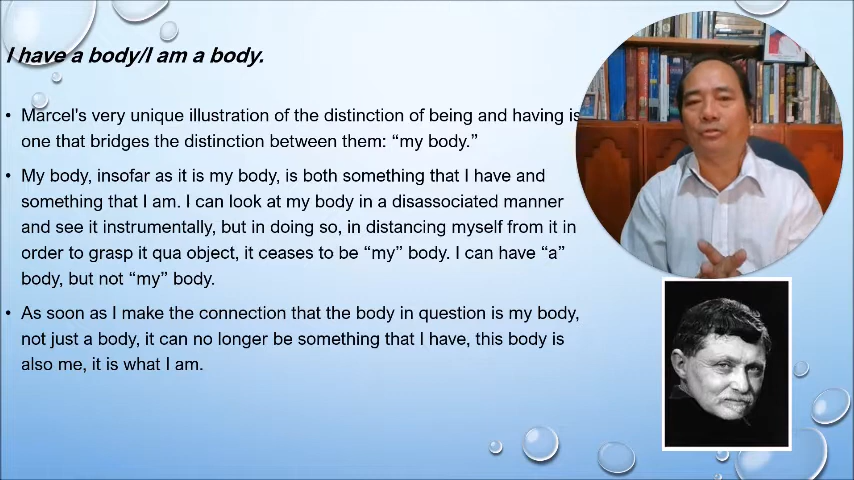 I have a body/I am a body.
• Marcel's very unique illustration of the distinction of being and having is
one that bridges the distinction between them: “my body.”
• My body, insofar as it is my body, is both something that I have and
something that I am. I can look at my body in a disassociated manner
and see it instrumentally, but in doing so, in distancing myself from it in
order to grasp it qua object, it ceases to be “my” body. I can have “a”
body, but not “my” body.
• As soon as I make the connection that the body in question is my body,
not just a body, it can no longer be something that I have, this body is
also me, it is what I am.